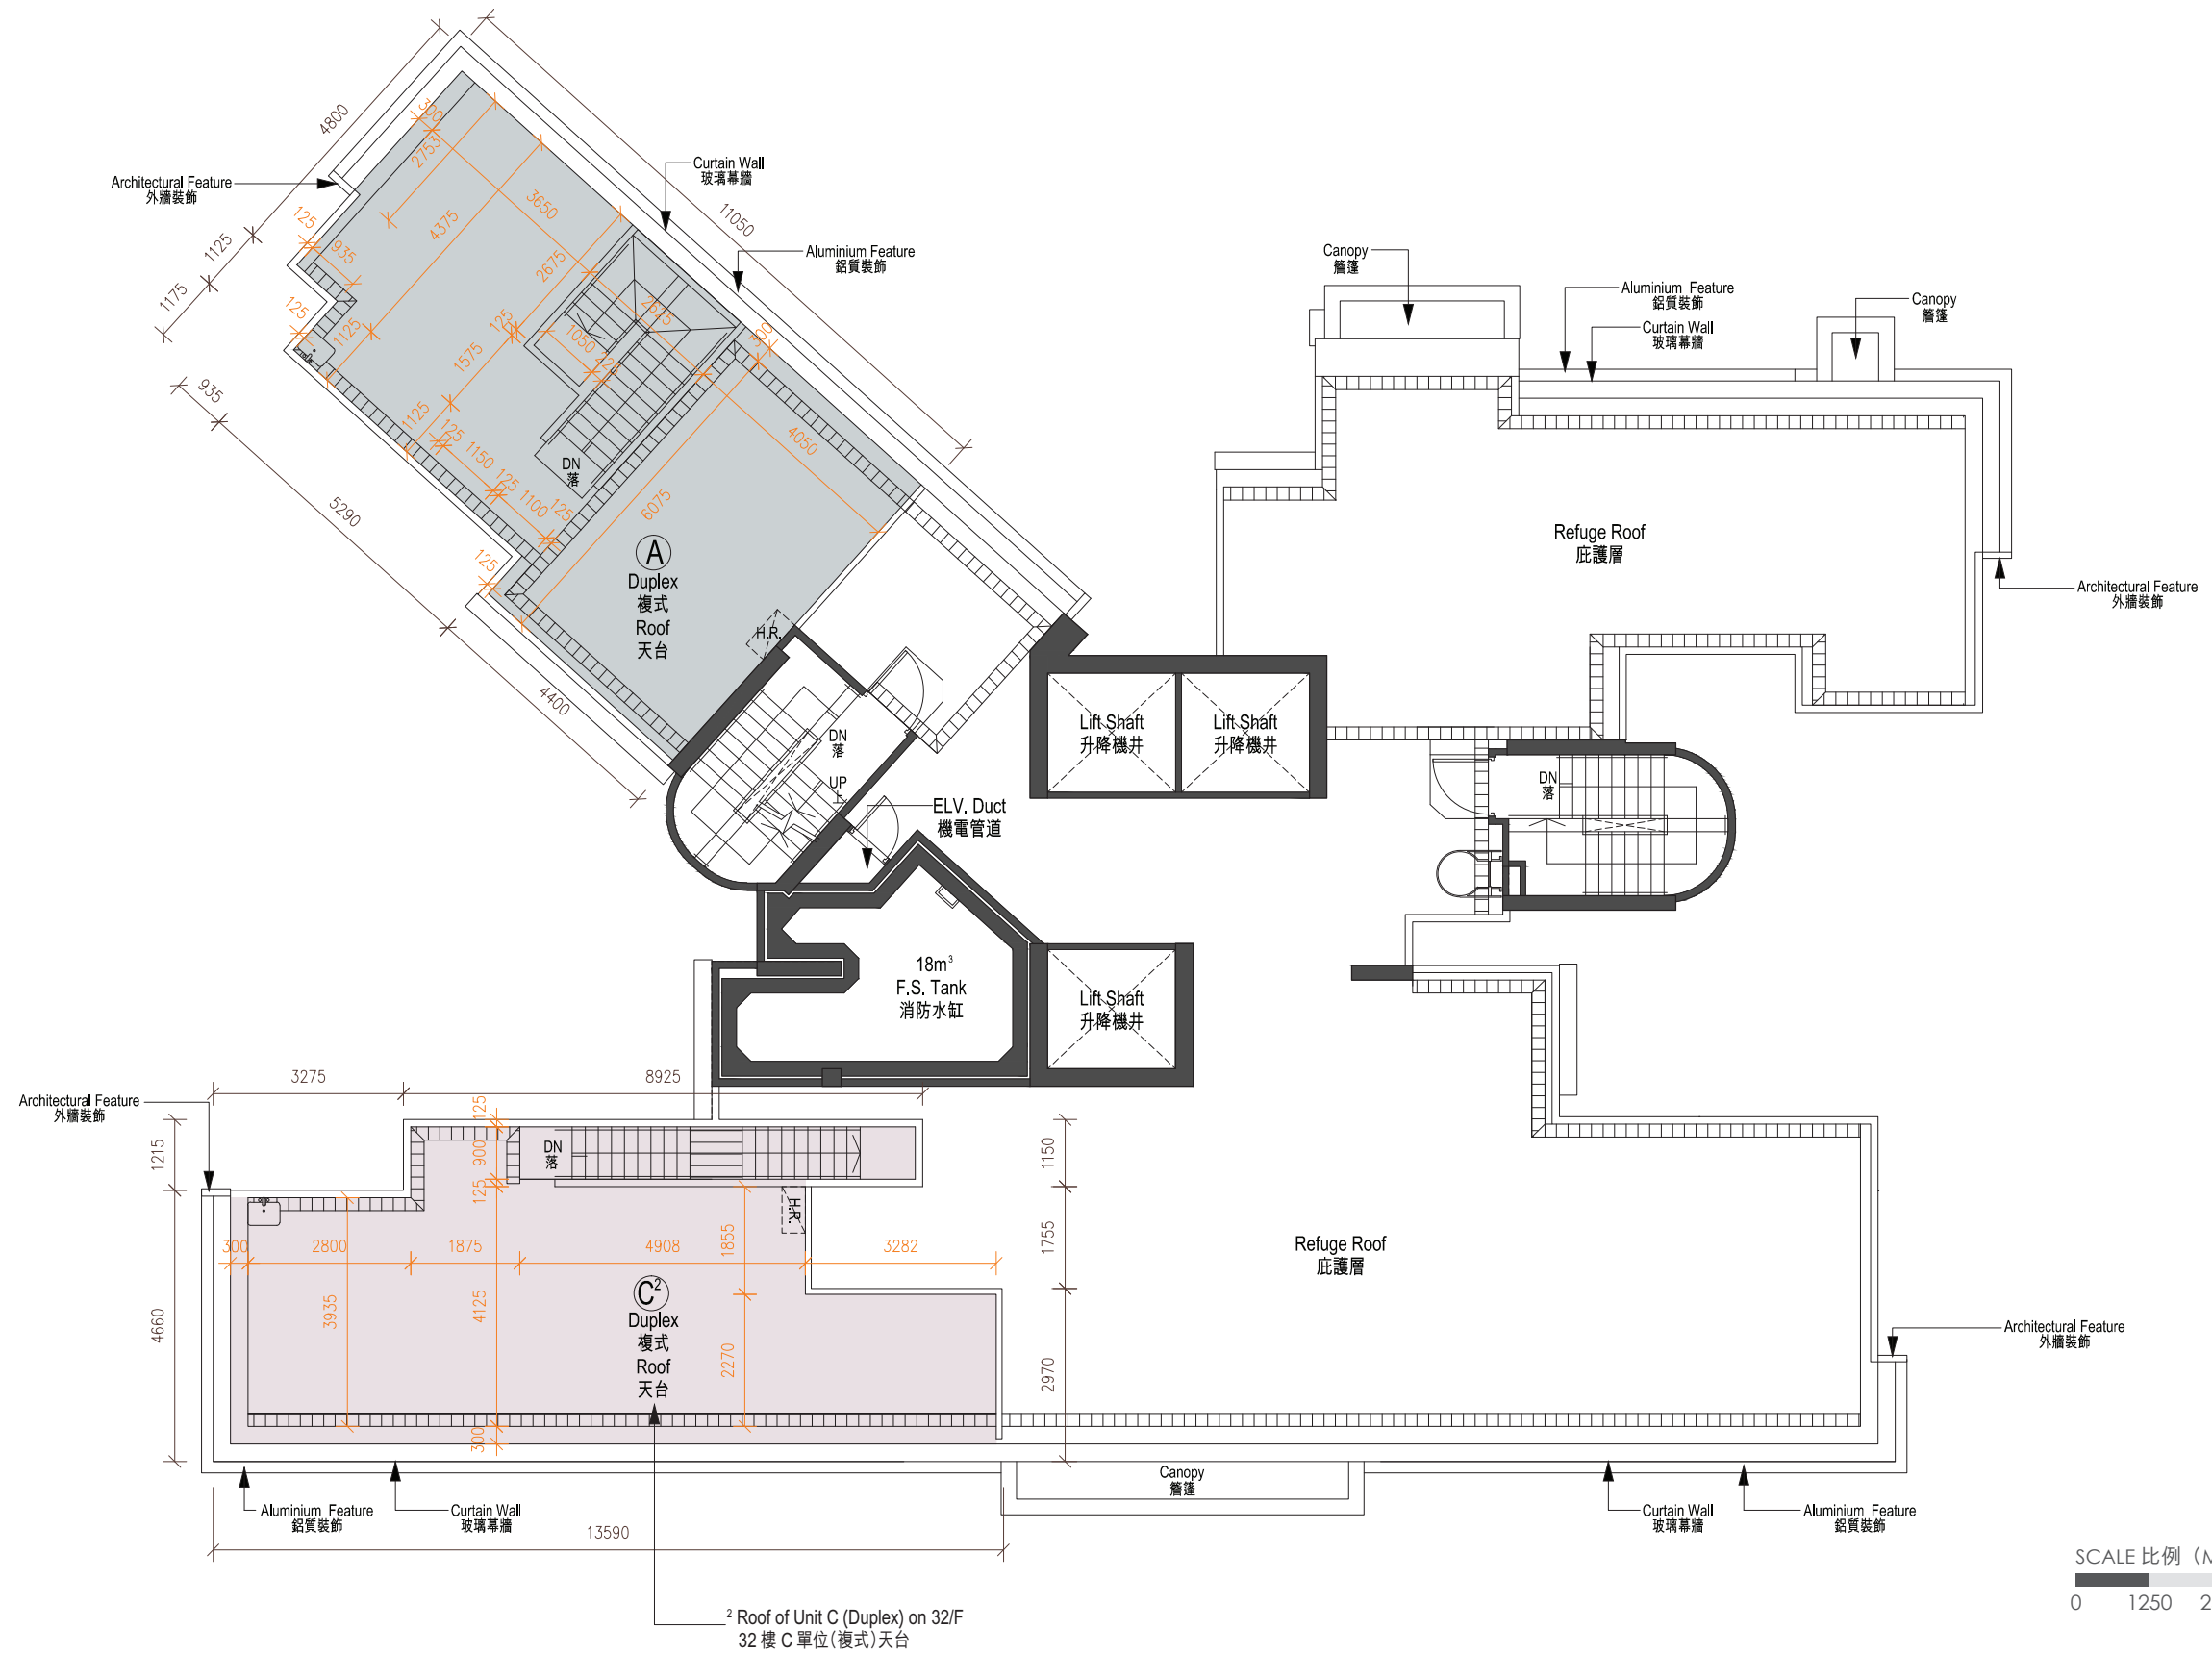 4800
11050
Architectural Feature
外牆裝飾
Curtain Wall
玻璃幕牆
Aluminium Feature
鋁質裝飾
1125
1175
935
5290
4400
300
2753
3650
4375
125
935
2675
125
1125
125
1575
2625
1050
225
300
1125
125
1150
125
1100
125
125
4050
6075
DN
落
A
Duplex
複式
Roof
天台
H.R.
DN
落
UP
上
ELV. Duct
機電管道
Canopy
簷篷
Aluminium Feature
鋁質裝飾
Curtain Wall
玻璃幕牆
Canopy
簷篷
Refuge Roof
庇護層
Architectural Feature
外牆裝飾
Lift Shaft
升降機井
Lift Shaft
升降機井
DN
落
18m³
F.S. Tank
消防水缸
Lift Shaft
升降機井
3275
8925
Architectural Feature
外牆裝飾
1215
4660
125
900
125
DN
落
1150
1755
2970
H.R.
300
2800
1875
4908
1855
3282
3935
4125
2270
300
C²
Duplex
複式
Roof
天台
Refuge Roof
庇護層
Architectural Feature
外牆裝飾
Canopy
簷篷
Aluminium Feature
鋁質裝飾
Curtain Wall
玻璃幕牆
13590
Curtain Wall
玻璃幕牆
Aluminium Feature
鋁質裝飾
² Roof of Unit C (Duplex) on 32/F
32 樓 C 單位(複式)天台
SCALE 比例（M
0 1250 2